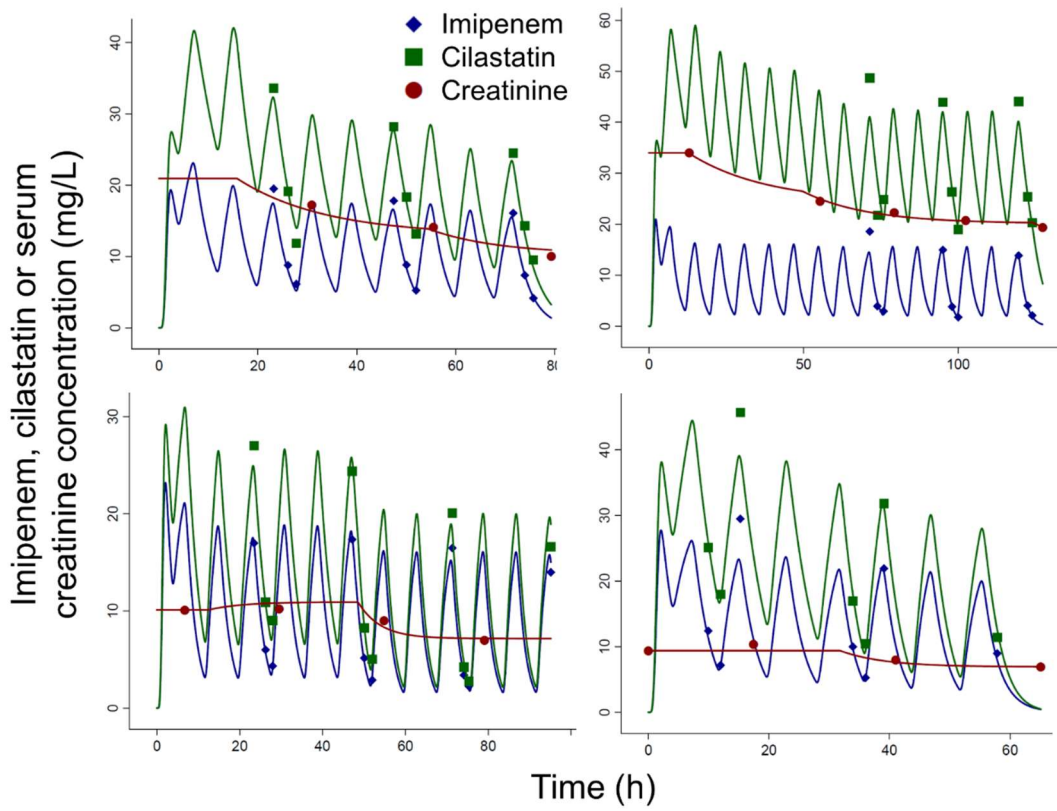 Imipenem
Cilastatin
Creatinine
Imipenem, cilastatin or serum
creatinine concentration (mg/L)
40
30
20
10
0
0 20 40 60 80
60
50
40
30
20
10
0
0 50 100
30
20
10
0
0 20 40 60 80
40
30
20
10
0
0 20 40 60
Time (h)